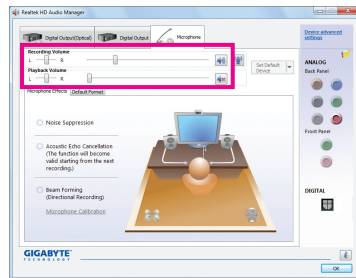 Realtek HD Audio Manager
Digital Output(Optical)
Digital Output
Microphone
Device advanced
settings
Recording Volume
L
R
Set Default
Device
Playback Volume
L
R
ANALOG
Back Panel
Microphone Effects
Default Format
Noise Suppression
Acoustic Echo Cancellation
(The function will become
valid starting from the next
recording.)
Front Panel
Beam Forming
(Directional Recording)
Microphone Calibration
DIGITAL
GIGABYTE
TECHNOLOGY
OK